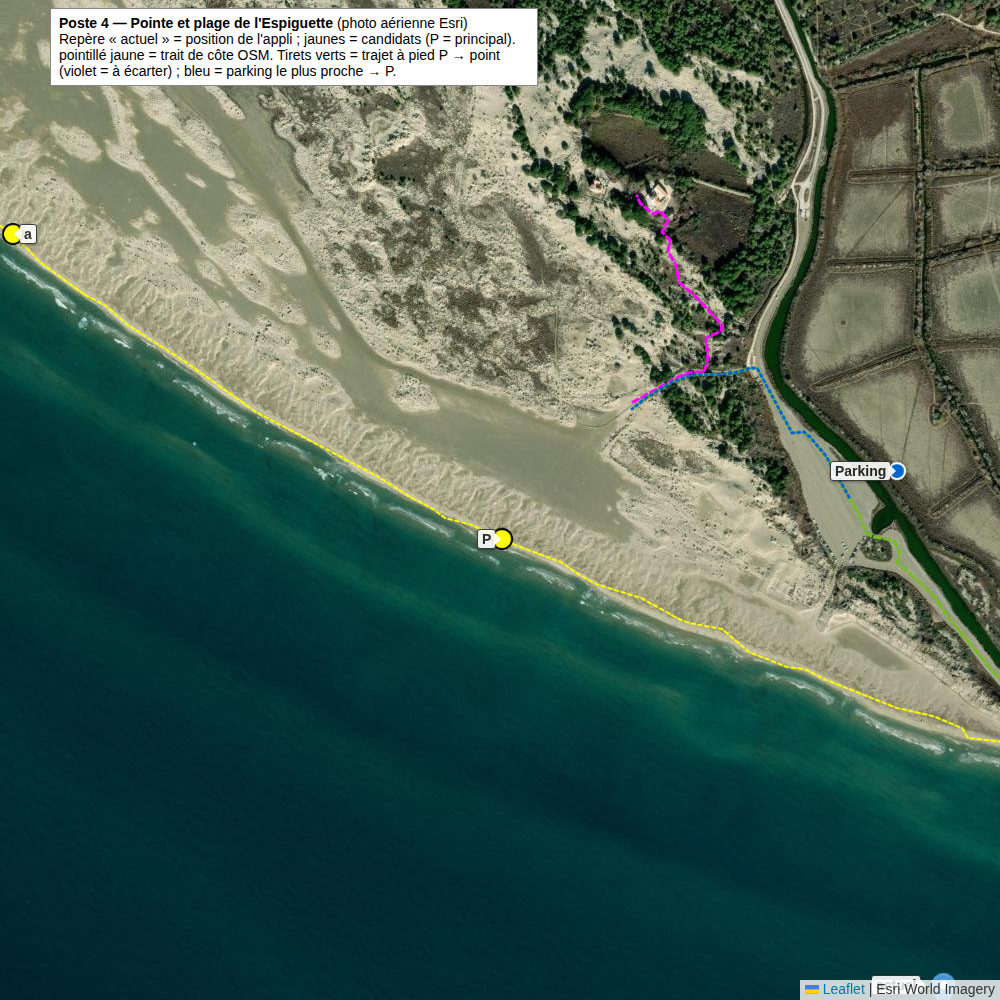 Poste 4 — Pointe et plage de l'Espiguette (photo aérienne Esri)
Repère « actuel » = position de l'appli ; jaunes = candidats (P = principal).
pointillé jaune = trait de côte OSM. Tirets verts = trajet à pied P → point
(violet = à écarter) ; bleu = parking le plus proche → P.
a
Parking
P
Leaflet | Esri World Imagery